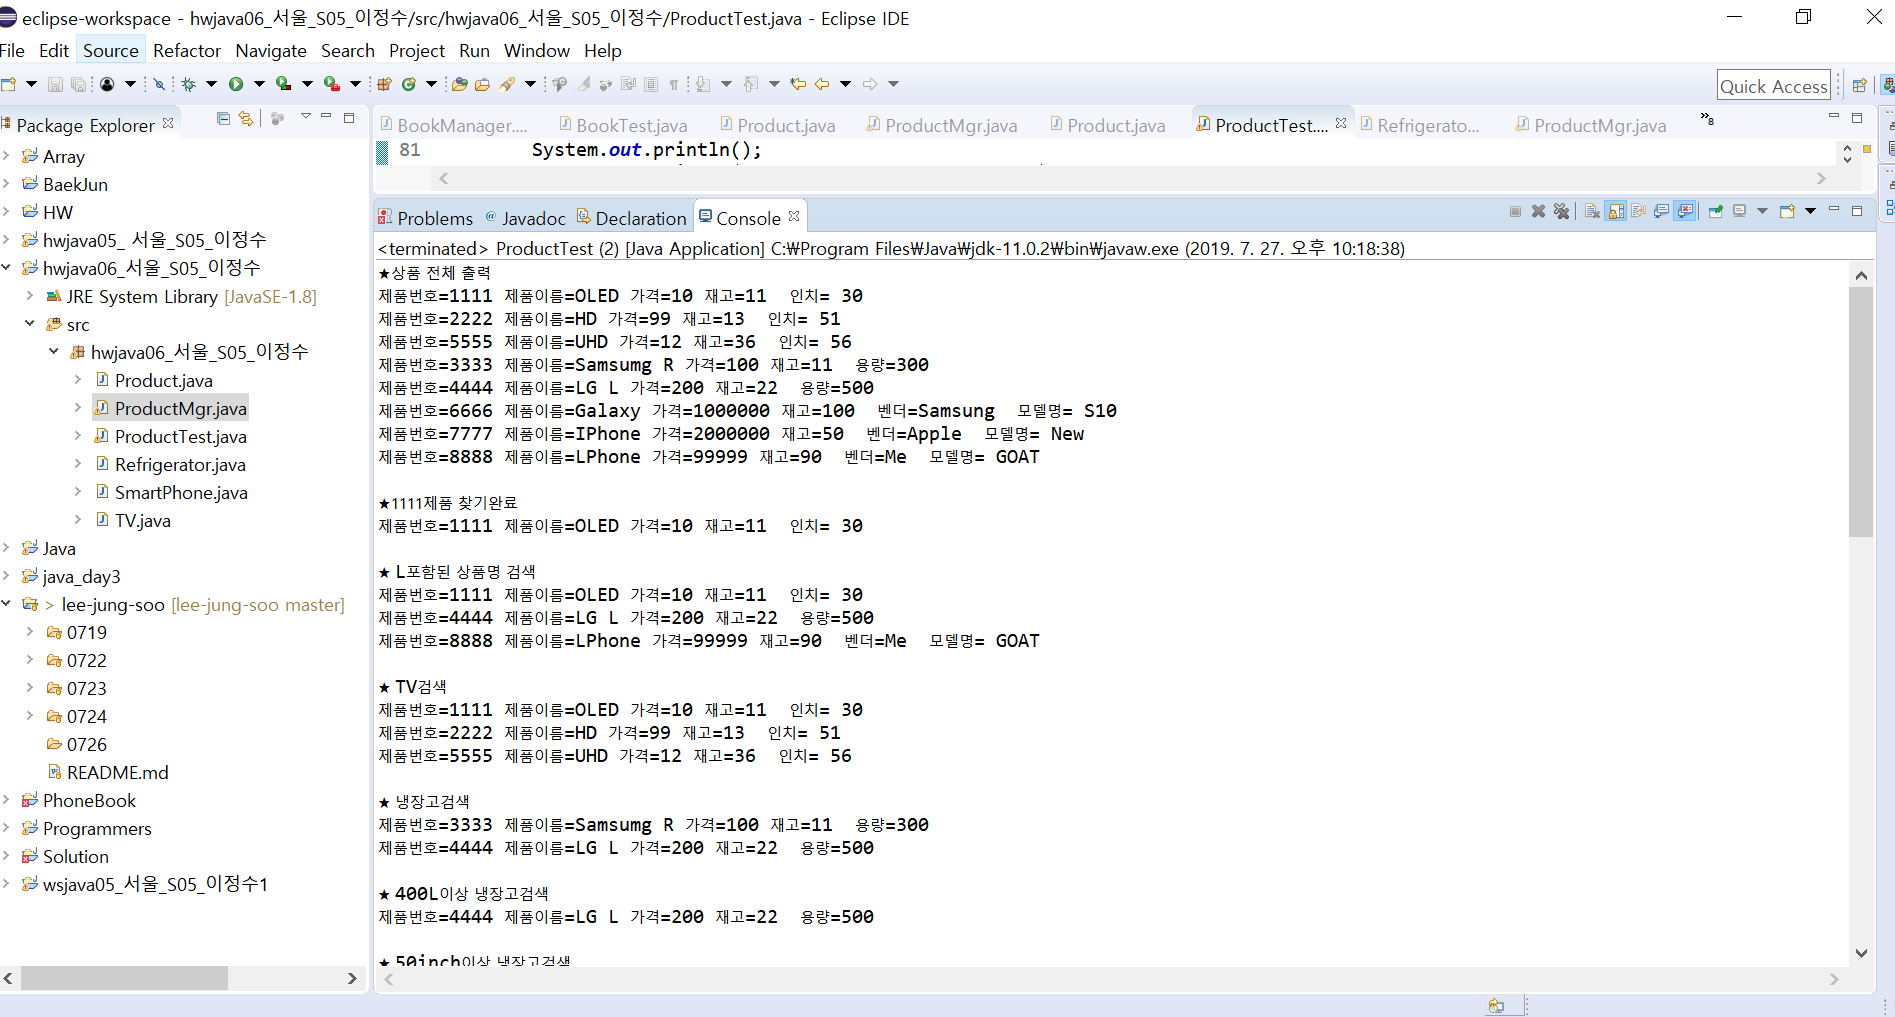 eclipse-workspace - hwjava06_서울_S05_이정수/src/hwjava06_서울_S05_이정수/ProductTest.java - Eclipse IDE
File Edit Source Refactor Navigate Search Project Run Window Help
Quick Access
Package Explorer
Array
BaekJun
HW
hwjava05_ 서울_S05_이정수
hwjava06_서울_S05_이정수
JRE System Library [JavaSE-1.8]
src
hwjava06_서울_S05_이정수
Product.java
ProductMgr.java
ProductTest.java
Refrigerator.java
SmartPhone.java
TV.java
Java
java_day3
> lee-jung-soo [lee-jung-soo master]
0719
0722
0723
0724
0726
README.md
PhoneBook
Programmers
Solution
wsjava05_서울_S05_이정수1
BookManager.... BookTest.java Product.java ProductMgr.java Product.java ProductTest.... Refrigerato... ProductMgr.java »8
81 System.out.println();
Problems @ Javadoc Declaration Console
<terminated> ProductTest (2) [Java Application] C:₩Program Files₩Java₩jdk-11.0.2₩bin₩javaw.exe (2019. 7. 27. 오후 10:18:38)
★상품 전체 출력
제품번호=1111 제품이름=OLED 가격=10 재고=11 인치= 30
제품번호=2222 제품이름=HD 가격=99 재고=13 인치= 51
제품번호=5555 제품이름=UHD 가격=12 재고=36 인치= 56
제품번호=3333 제품이름=Samsumg R 가격=100 재고=11 용량=300
제품번호=4444 제품이름=LG L 가격=200 재고=22 용량=500
제품번호=6666 제품이름=Galaxy 가격=1000000 재고=100 벤더=Samsung 모델명= S10
제품번호=7777 제품이름=IPhone 가격=2000000 재고=50 벤더=Apple 모델명= New
제품번호=8888 제품이름=LPhone 가격=99999 재고=90 벤더=Me 모델명= GOAT
★1111제품 찾기완료
제품번호=1111 제품이름=OLED 가격=10 재고=11 인치= 30
★ L포함된 상품명 검색
제품번호=1111 제품이름=OLED 가격=10 재고=11 인치= 30
제품번호=4444 제품이름=LG L 가격=200 재고=22 용량=500
제품번호=8888 제품이름=LPhone 가격=99999 재고=90 벤더=Me 모델명= GOAT
★ TV검색
제품번호=1111 제품이름=OLED 가격=10 재고=11 인치= 30
제품번호=2222 제품이름=HD 가격=99 재고=13 인치= 51
제품번호=5555 제품이름=UHD 가격=12 재고=36 인치= 56
★ 냉장고검색
제품번호=3333 제품이름=Samsumg R 가격=100 재고=11 용량=300
제품번호=4444 제품이름=LG L 가격=200 재고=22 용량=500
★ 400L이상 냉장고검색
제품번호=4444 제품이름=LG L 가격=200 재고=22 용량=500
★ 50inch이상 냉장고검색